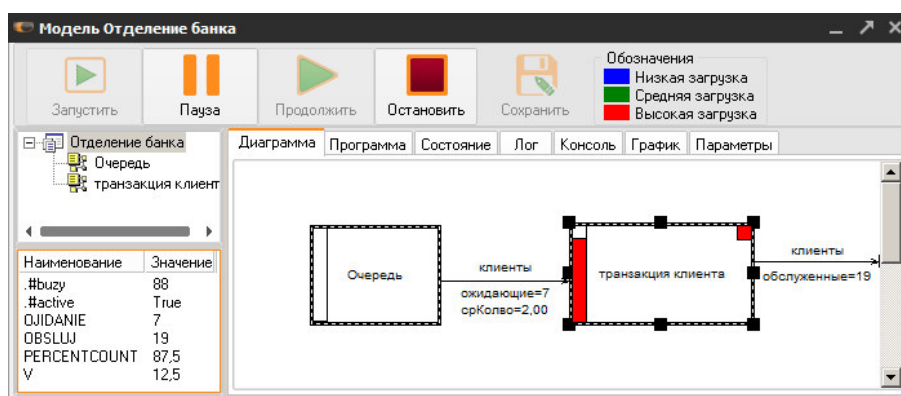 Модель Отделение банка
Запустить
Пауза
Продолжить
Остановить
Сохранить
Обозначения
Низкая загрузка
Средняя загрузка
Высокая загрузка
Отделение банка
Очередь
транзакция клиент
Диаграмма Программа Состояние Лог Консоль График Параметры
Наименование Значение
.#buzy 88
.#active True
OJIDANIE 7
OBSLUJ 19
PERCENTCOUNT 87,5
V 12,5
Очередь
клиенты
ожидающие=7
срКолво=2,00
транзакция клиента
клиенты
обслуженные=19